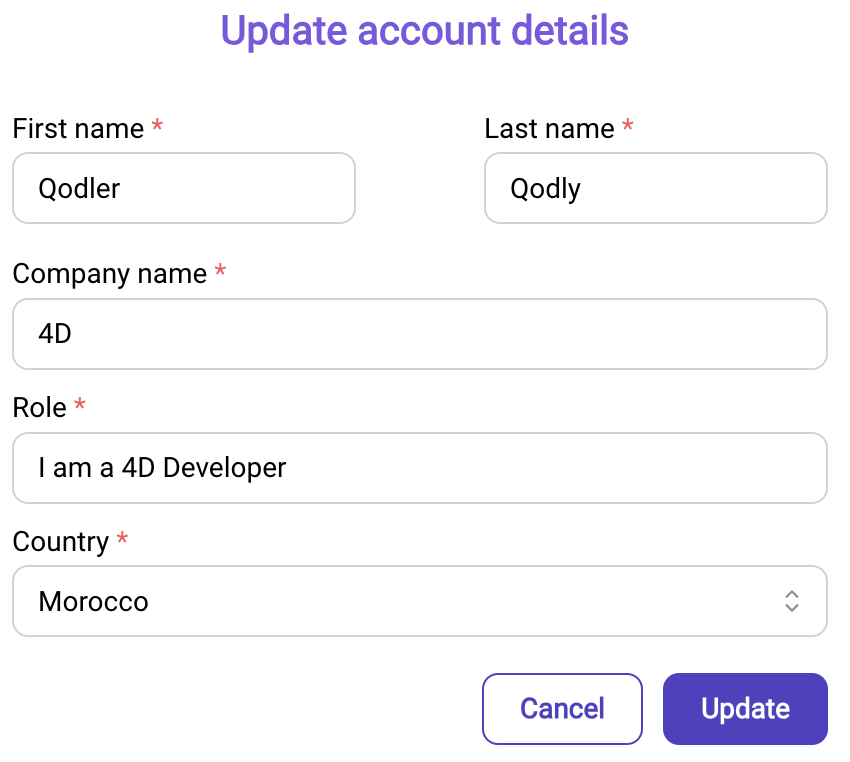 Update account details
First name * Last name *
Qodler Qodly
Company name *
4D
Role *
I am a 4D Developer
Country *
Morocco
Cancel Update